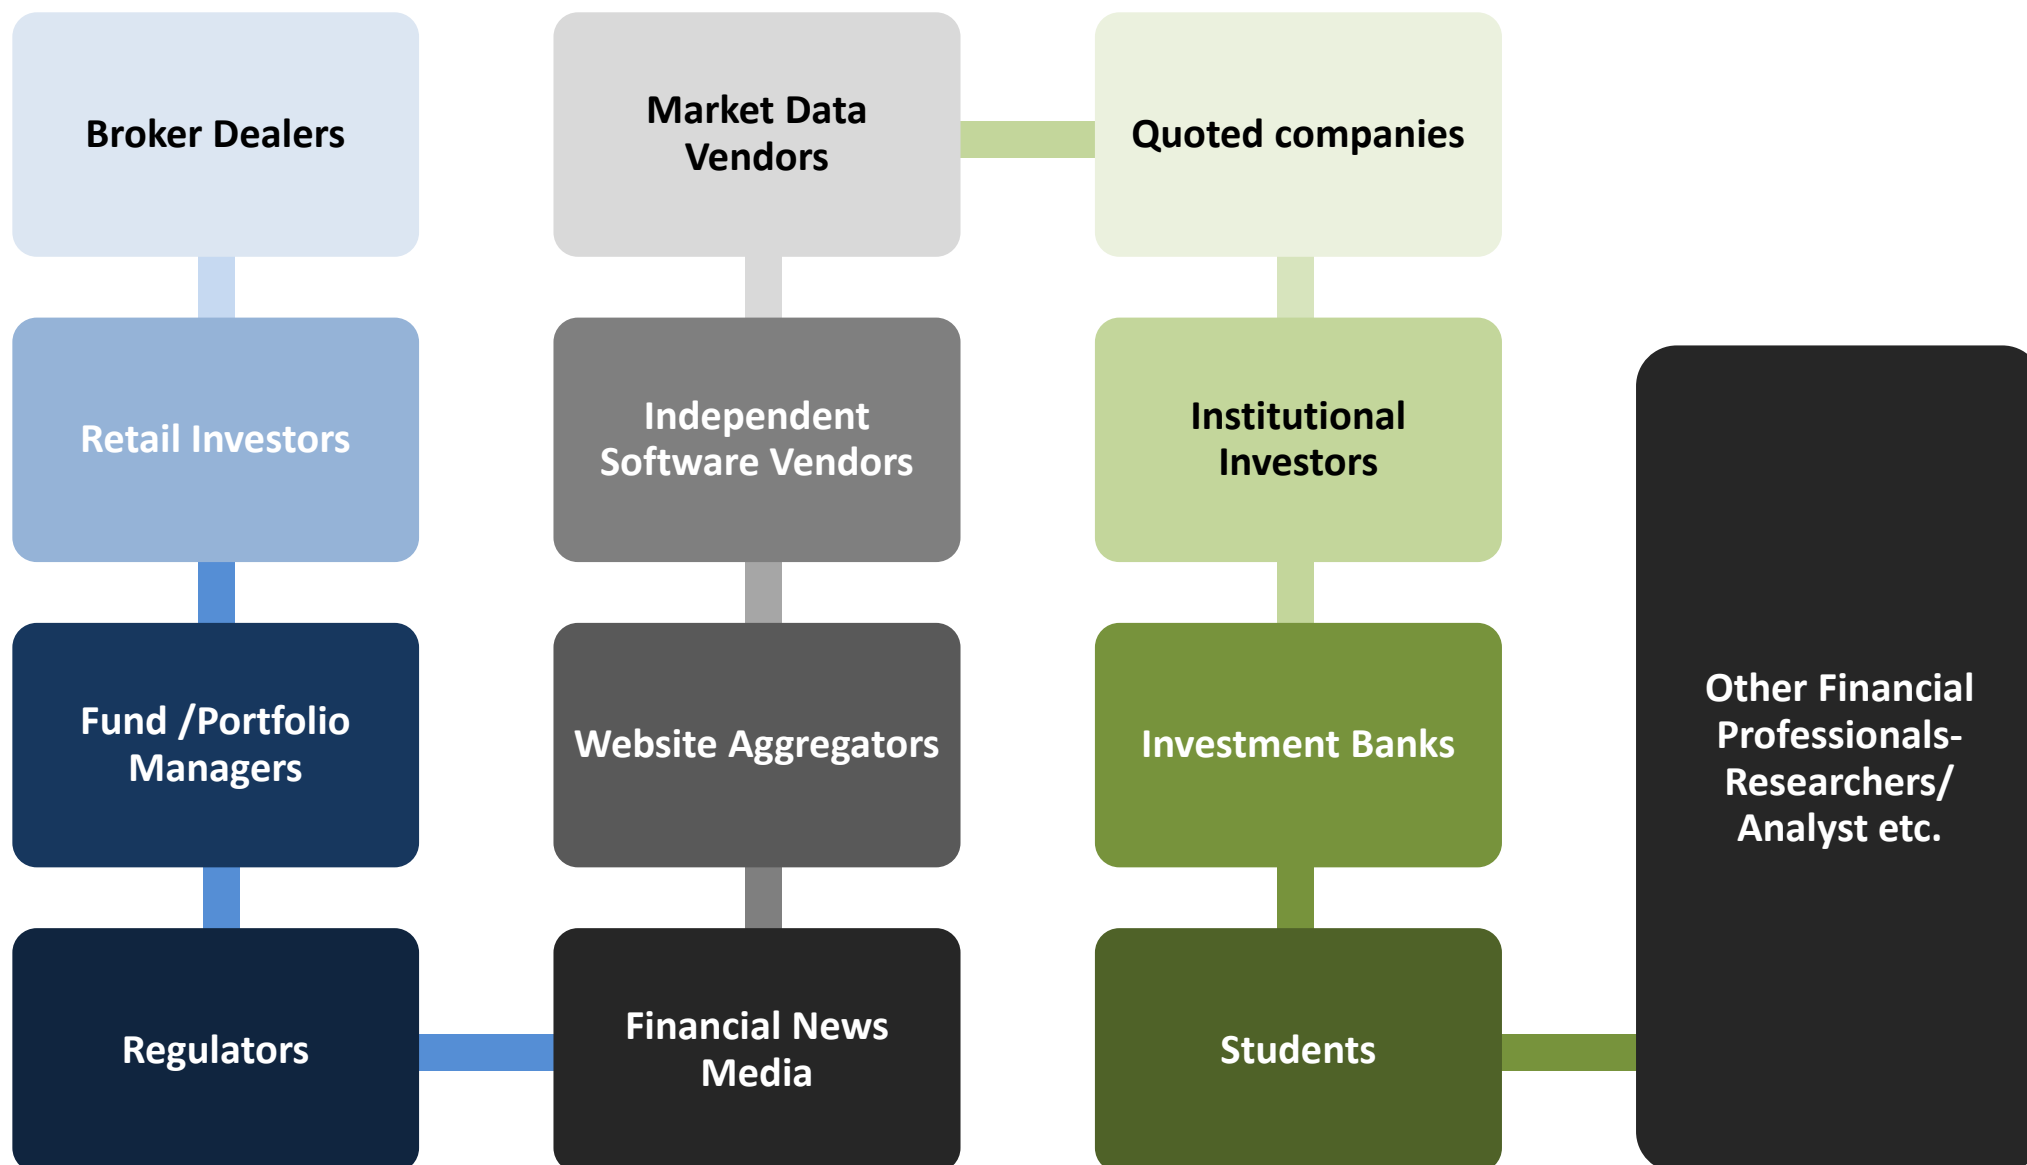 Broker Dealers
Retail Investors
Fund /Portfolio
Managers
Regulators
Financial News
Media
Website Aggregators
Independent
Software Vendors
Market Data
Vendors
Quoted companies
Institutional
Investors
Investment Banks
Students
Other Financial
Professionals-
Researchers/
Analyst etc.